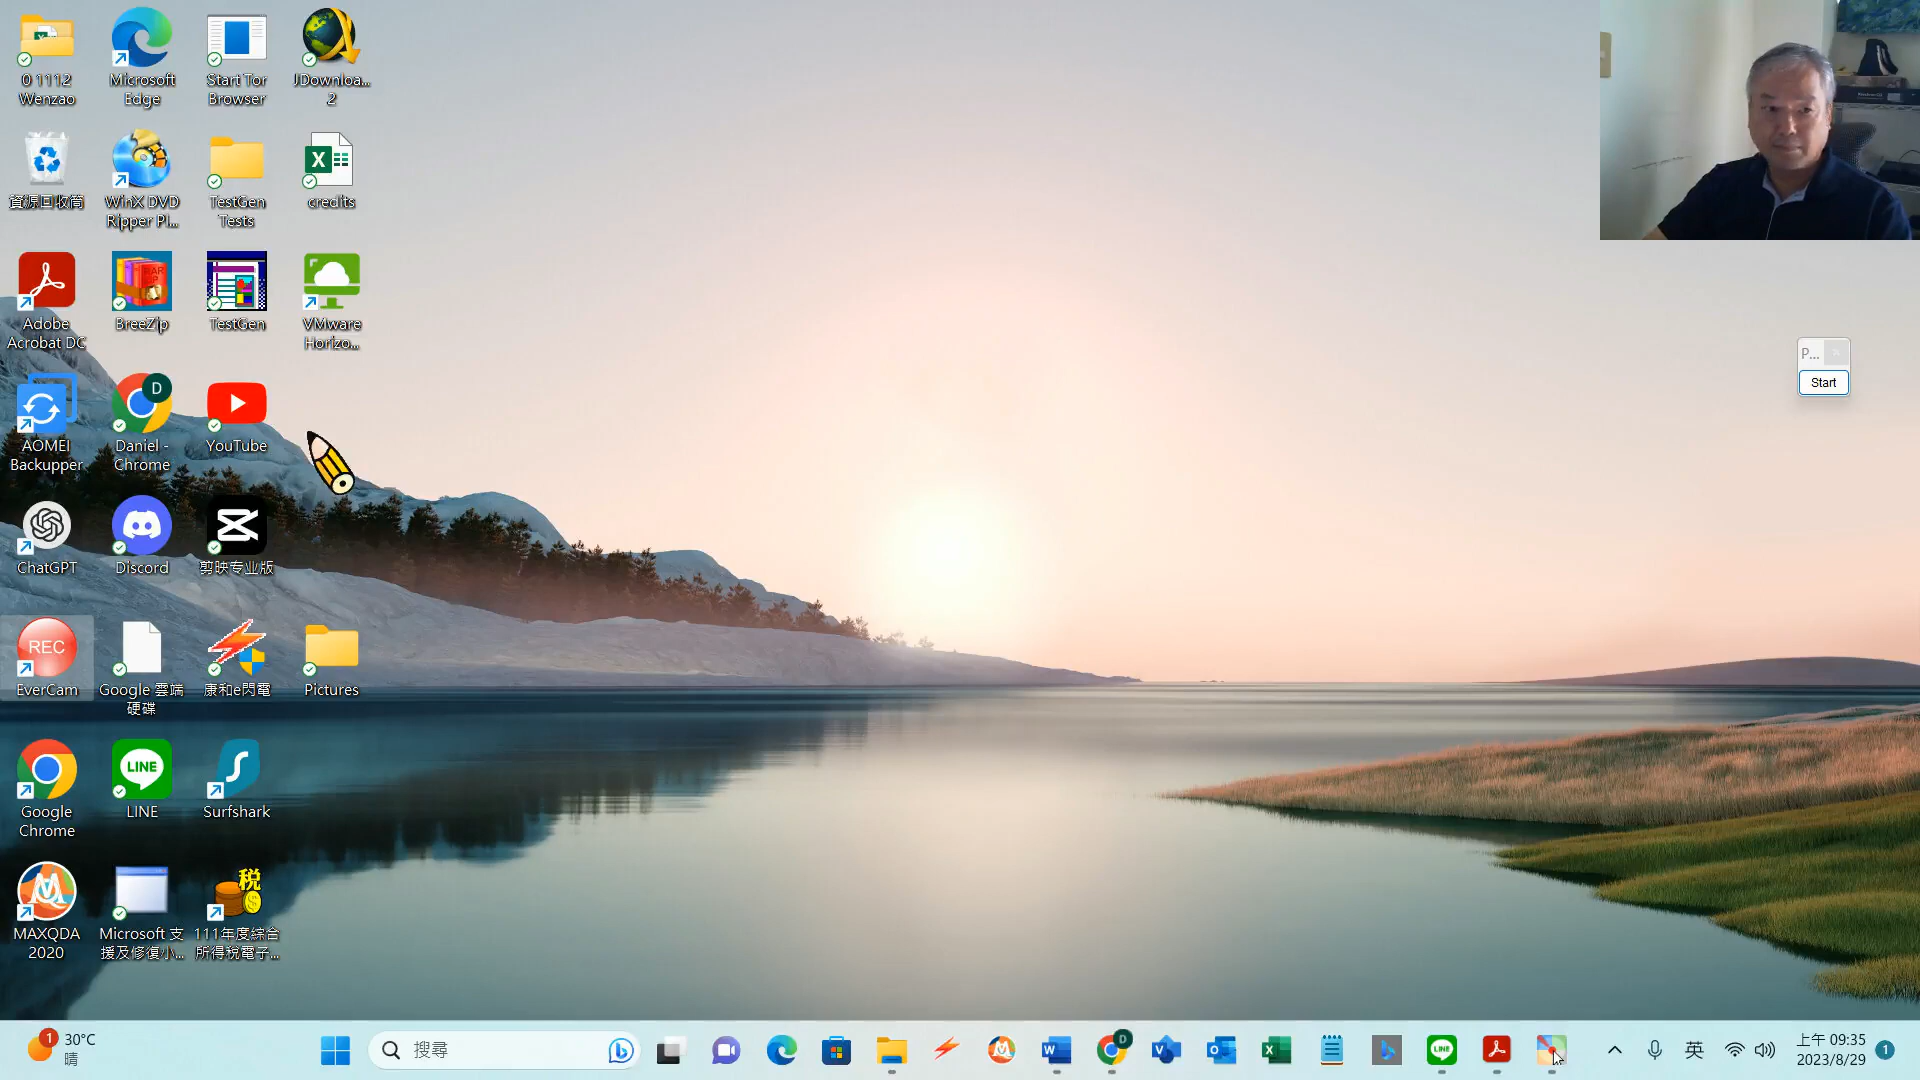 0 1112
Wenzao
Microsoft
Edge
Start Tor
Browser
JDownloa...
2
資源回收筒
WinX DVD
Ripper Pl...
TestGen
Tests
credits
Adobe
Acrobat DC
BreeZip
TestGen
VMware
Horizo...
AOMEI
Backupper
Daniel -
Chrome
YouTube
ChatGPT
Discord
剪映专业版
REC
EverCam
Google 雲端
硬碟
康和e閃電
Pictures
Google
Chrome
LINE
LINE
Surfshark
MAXQDA
2020
Microsoft 支
援及修復小...
稅
111年度綜合
所得稅電子...
P...
Start
1
30°C
晴
搜尋
英
上午 09:35
2023/8/29
1